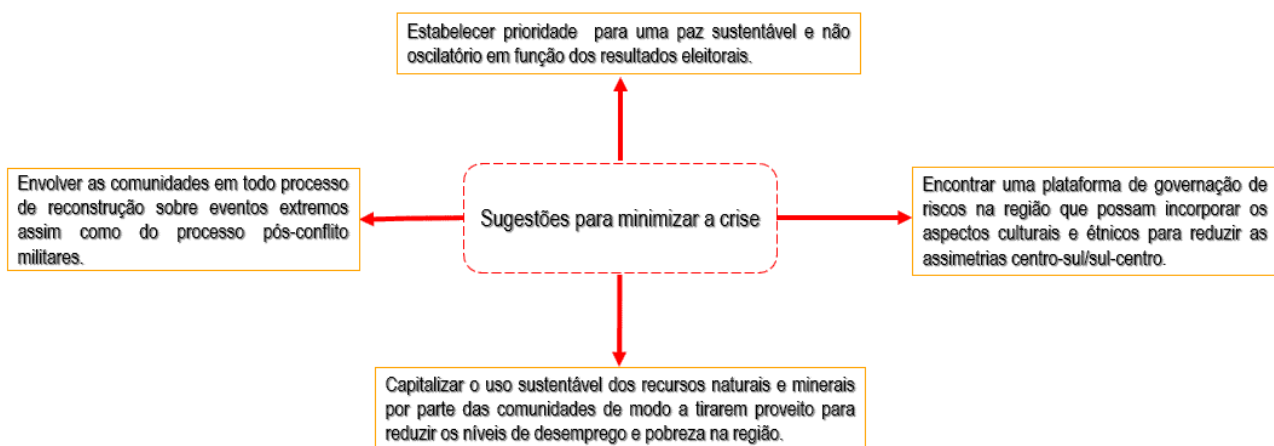 Estabelecer prioridade para uma paz sustentável e não
oscilatório em função dos resultados eleitorais.
Envolver as comunidades em todo processo
de reconstrução sobre eventos extremos
assim como do processo pós-conflito
militares.
Sugestões para minimizar a crise
Encontrar uma plataforma de governação de
riscos na região que possam incorporar os
aspectos culturais e étnicos para reduzir as
assimetrias centro-sul/sul-centro.
Capitalizar o uso sustentável dos recursos naturais e minerais
por parte das comunidades de modo a tirarem proveito para
reduzir os níveis de desemprego e pobreza na região.